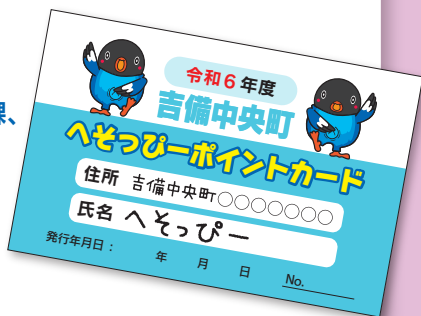 課、
令和6年度
吉備中央町
へそっぴーポイントカード
住所 吉備中央町○○○○○○○
氏名 へそっぴー
発行年月日: 年 月 日 No.